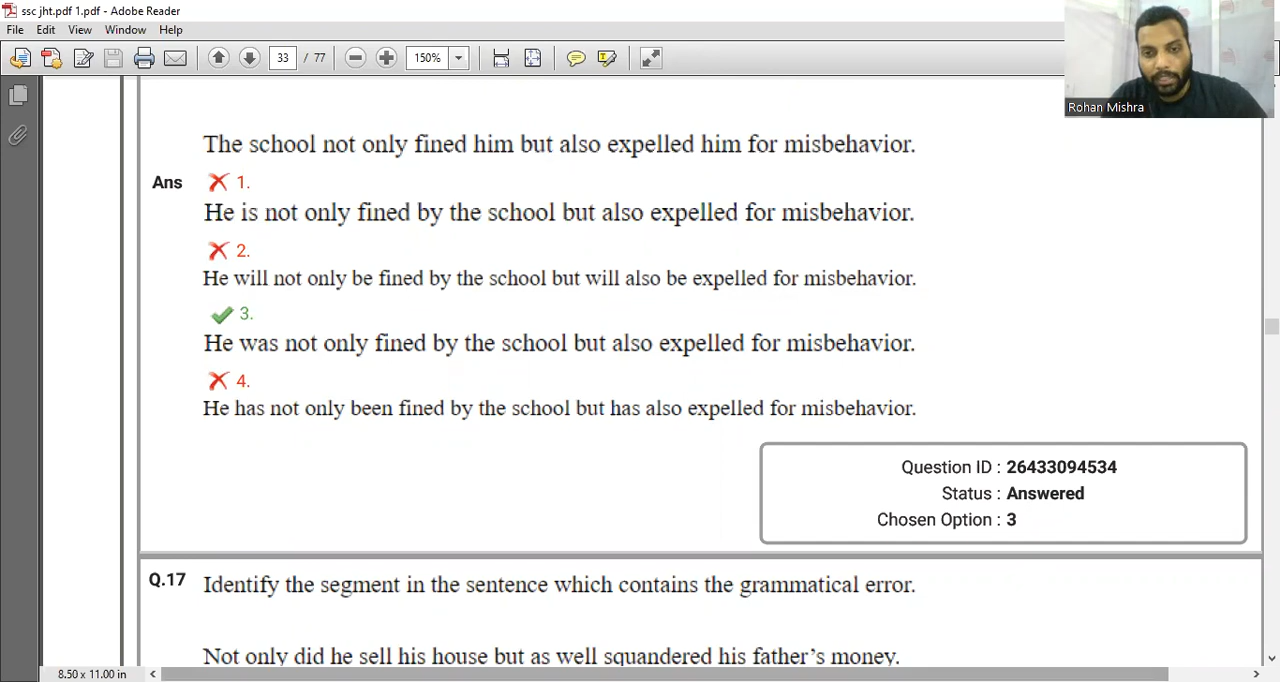 ssc jht.pdf 1.pdf - Adobe Reader
File Edit View Window Help
33 / 77 150%
Rohan Mishra
The school not only fined him but also expelled him for misbehavior.
Ans 1.
He is not only fined by the school but also expelled for misbehavior.
2.
He will not only be fined by the school but will also be expelled for misbehavior.
3.
He was not only fined by the school but also expelled for misbehavior.
4.
He has not only been fined by the school but has also expelled for misbehavior.
Question ID : 26433094534
Status : Answered
Chosen Option : 3
Q.17 Identify the segment in the sentence which contains the grammatical error.
Not only did he sell his house but as well squandered his father’s money.
8.50 x 11.00 in